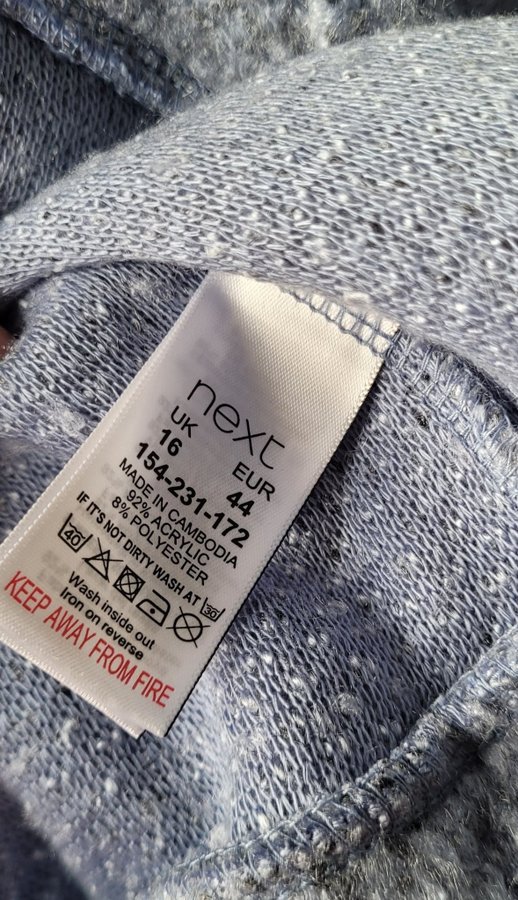 next
UK EUR
16 44
154-231-172
MADE IN CAMBODIA
92% ACRYLIC
8% POLYESTER
IF IT'S NOT DIRTY WASH AT 30
40
Wash inside out
Iron on reverse
KEEP AWAY FROM FIRE